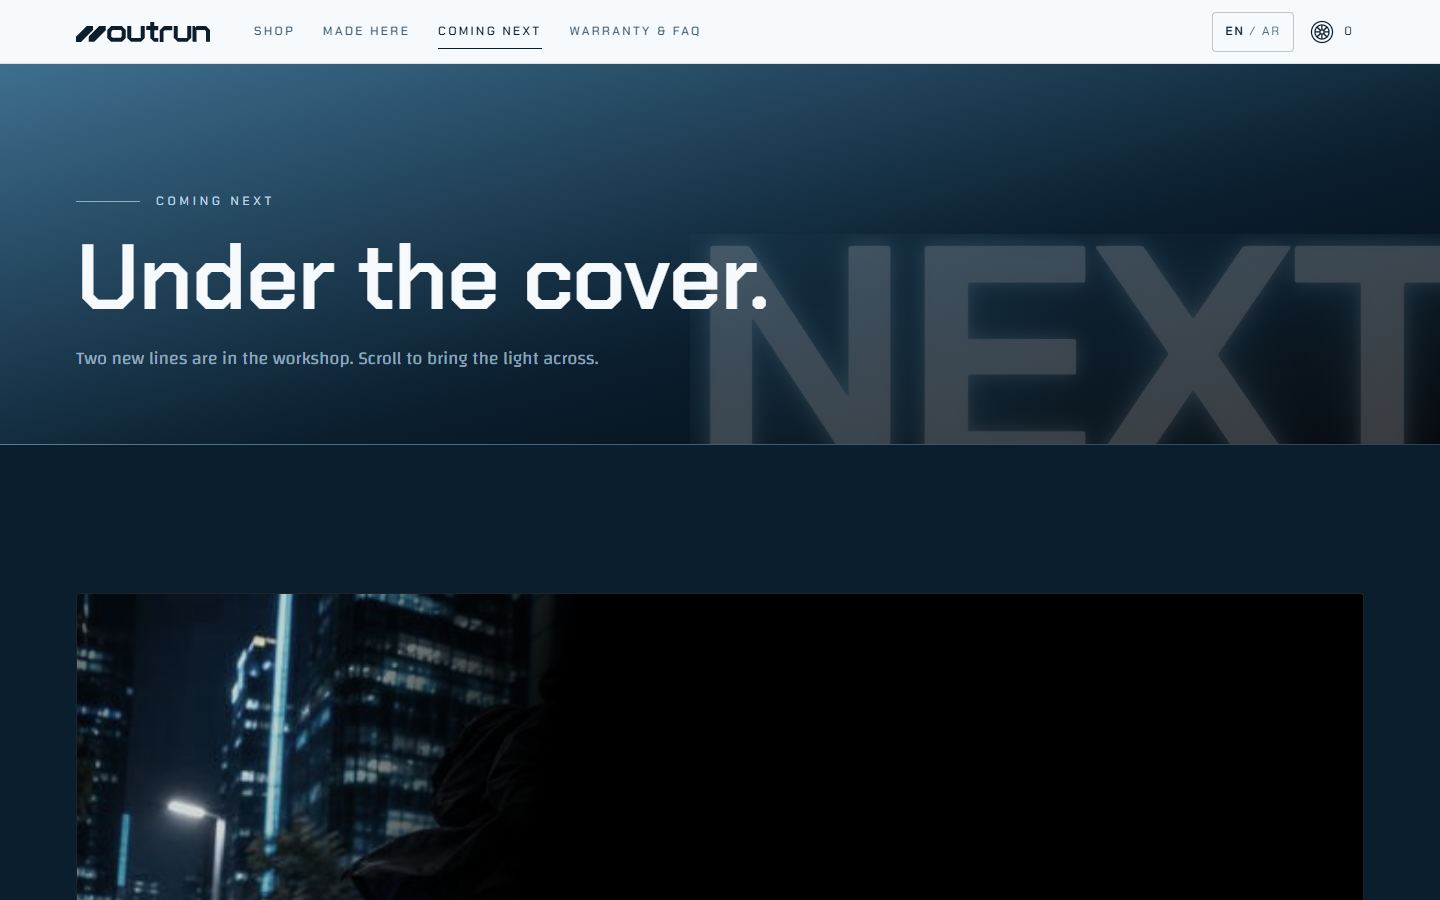 outrun
SHOP
MADE HERE
COMING NEXT
WARRANTY & FAQ
EN / AR
0
COMING NEXT
Under the cover.
NEXT
Two new lines are in the workshop. Scroll to bring the light across.